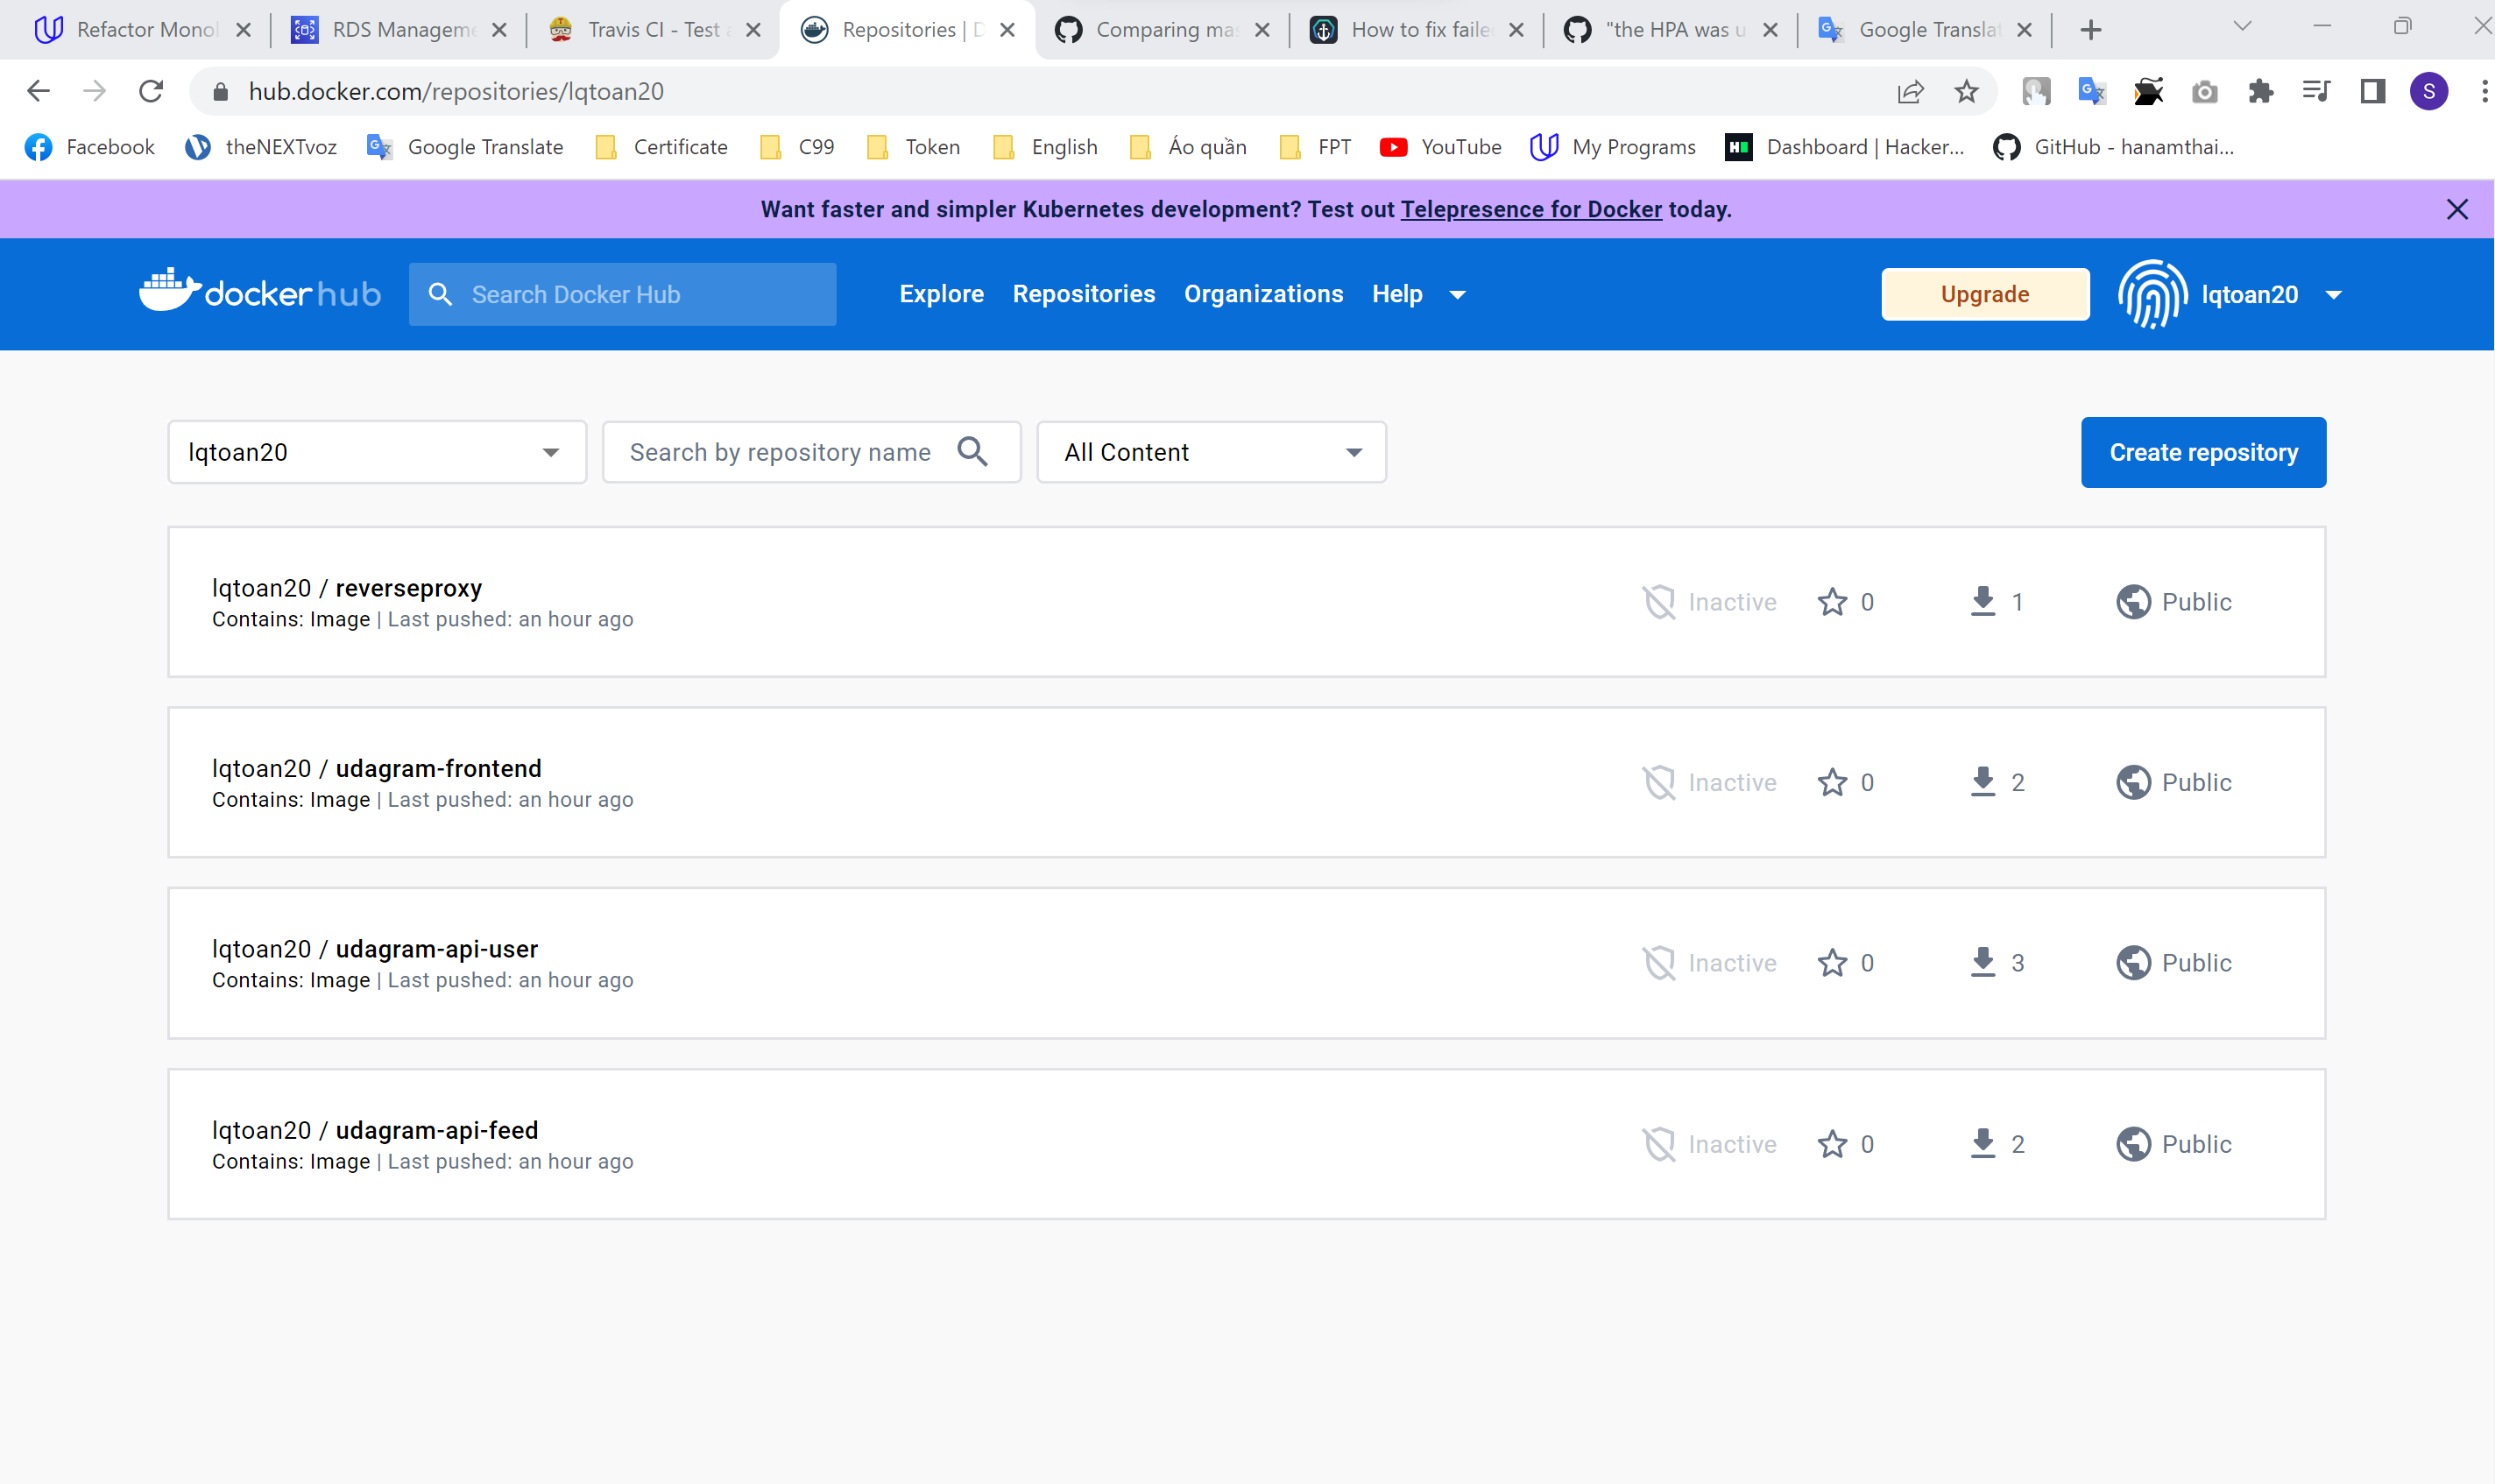 Refactor Monol
RDS Manageme
Travis CI - Test a
Repositories | D
Comparing mas
How to fix failed
"the HPA was u
Google Translat
hub.docker.com/repositories/lqtoan20
S
Facebook
theNEXTvoz
Google Translate
Certificate
C99
Token
English
Áo quần
FPT
YouTube
My Programs
Dashboard | Hacker...
GitHub - hanamthai...
Want faster and simpler Kubernetes development? Test out Telepresence for Docker today.
dockerhub
Search Docker Hub
Explore
Repositories
Organizations
Help
Upgrade
lqtoan20
lqtoan20
Search by repository name
All Content
Create repository
lqtoan20 / reverseproxy
Contains: Image | Last pushed: an hour ago
Inactive
0
1
Public
lqtoan20 / udagram-frontend
Contains: Image | Last pushed: an hour ago
Inactive
0
2
Public
lqtoan20 / udagram-api-user
Contains: Image | Last pushed: an hour ago
Inactive
0
3
Public
lqtoan20 / udagram-api-feed
Contains: Image | Last pushed: an hour ago
Inactive
0
2
Public